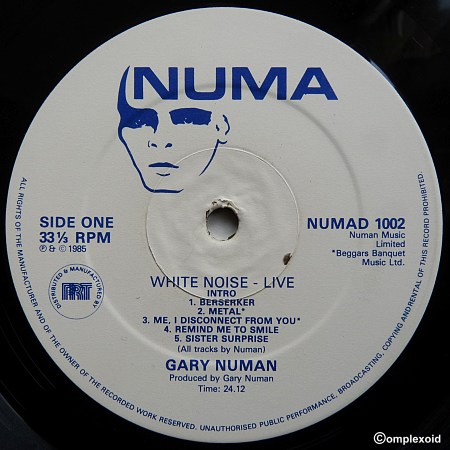 NUMA
SIDE ONE
33⅓ RPM
℗ & © 1985
NUMAD 1002
Numan Music
Limited
*Beggars Banquet
Music Ltd.
DISTRIBUTED & MANUFACTURED BY
PRT
WHITE NOISE - LIVE
INTRO
1. BERSERKER
2. METAL*
3. ME, I DISCONNECT FROM YOU*
4. REMIND ME TO SMILE
5. SISTER SURPRISE
(All tracks by Numan)
GARY NUMAN
Produced by Gary Numan
Time: 24.12
ALL RIGHTS OF THE MANUFACTURER AND OF THE OWNER OF THE RECORDED WORK RESERVED. UNAUTHORISED PUBLIC PERFORMANCE, BROADCASTING, COPYING AND RENTAL OF THIS RECORD PROHIBITED.
©omplexoid